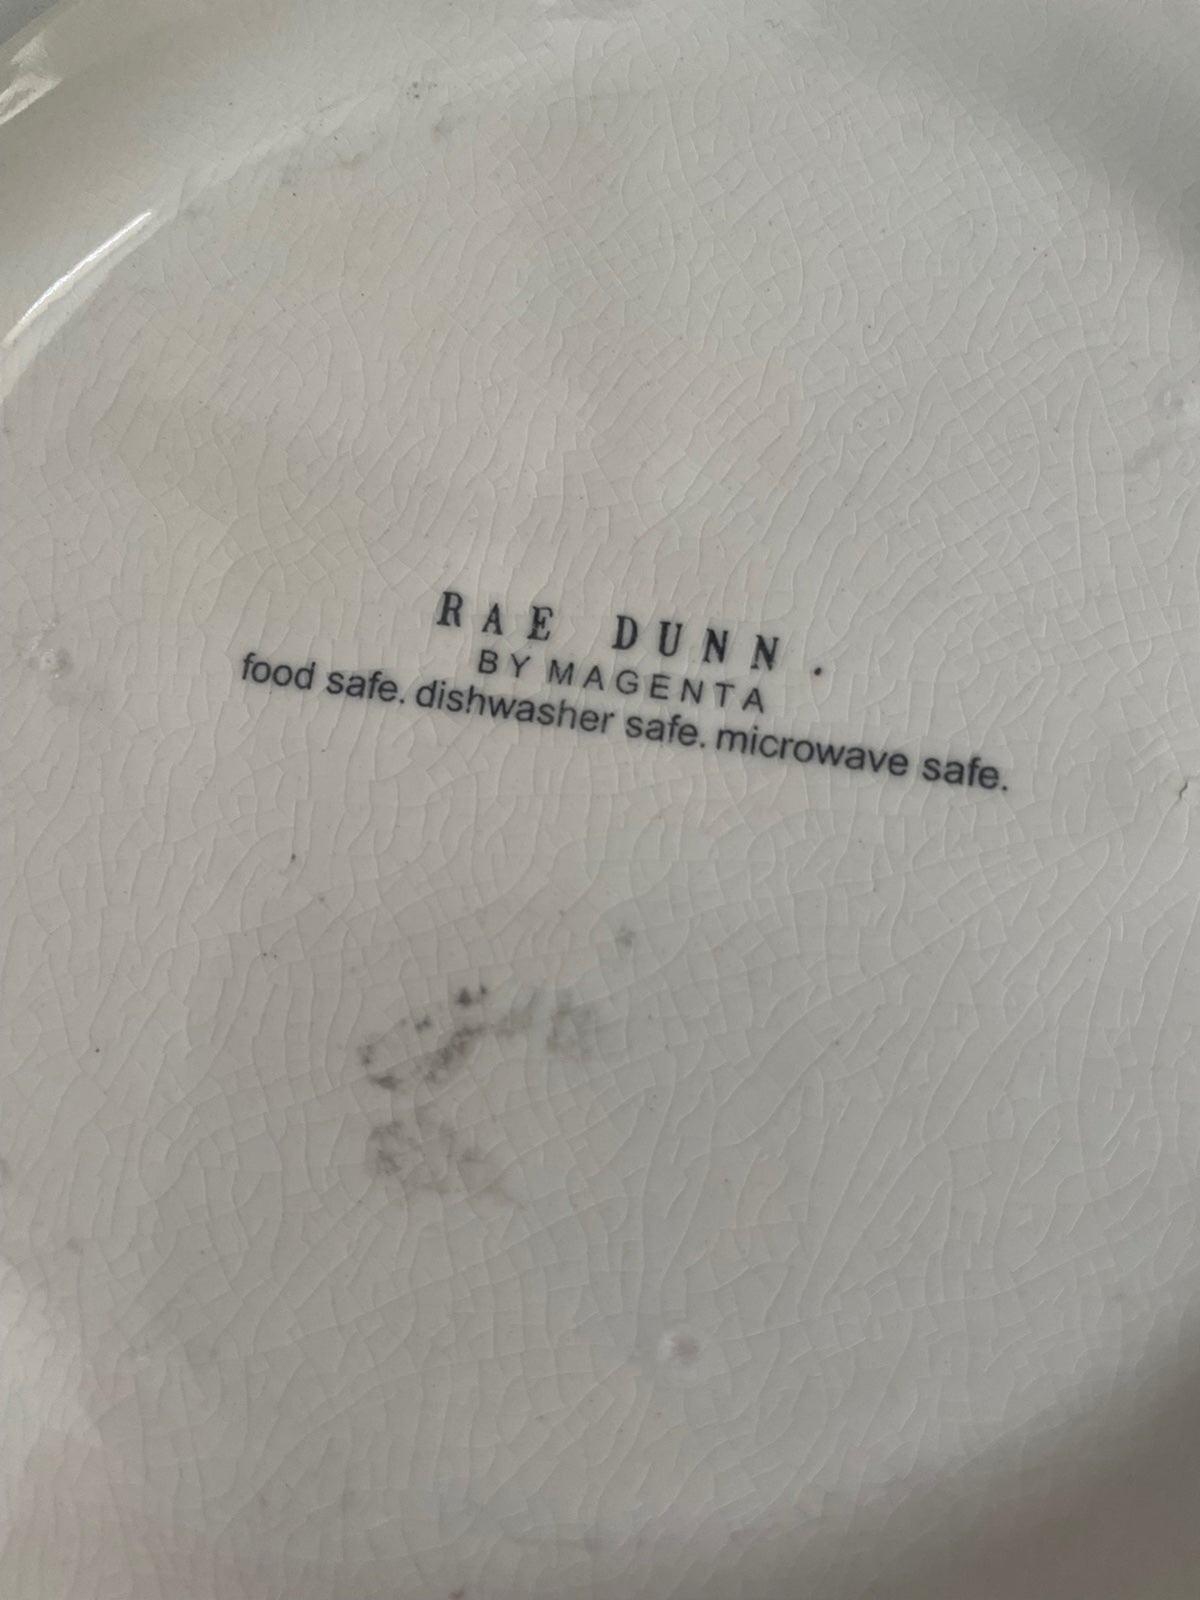 RAE DUNN.
BY MAGENTA
food safe. dishwasher safe. microwave safe.